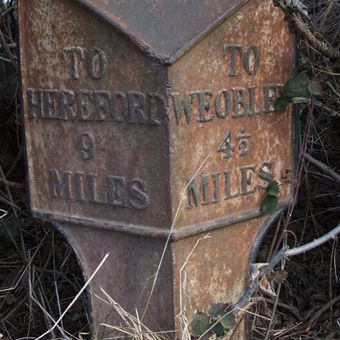 TO
HEREFORD
9
MILES
TO
WEOBLEY
4½
MILES